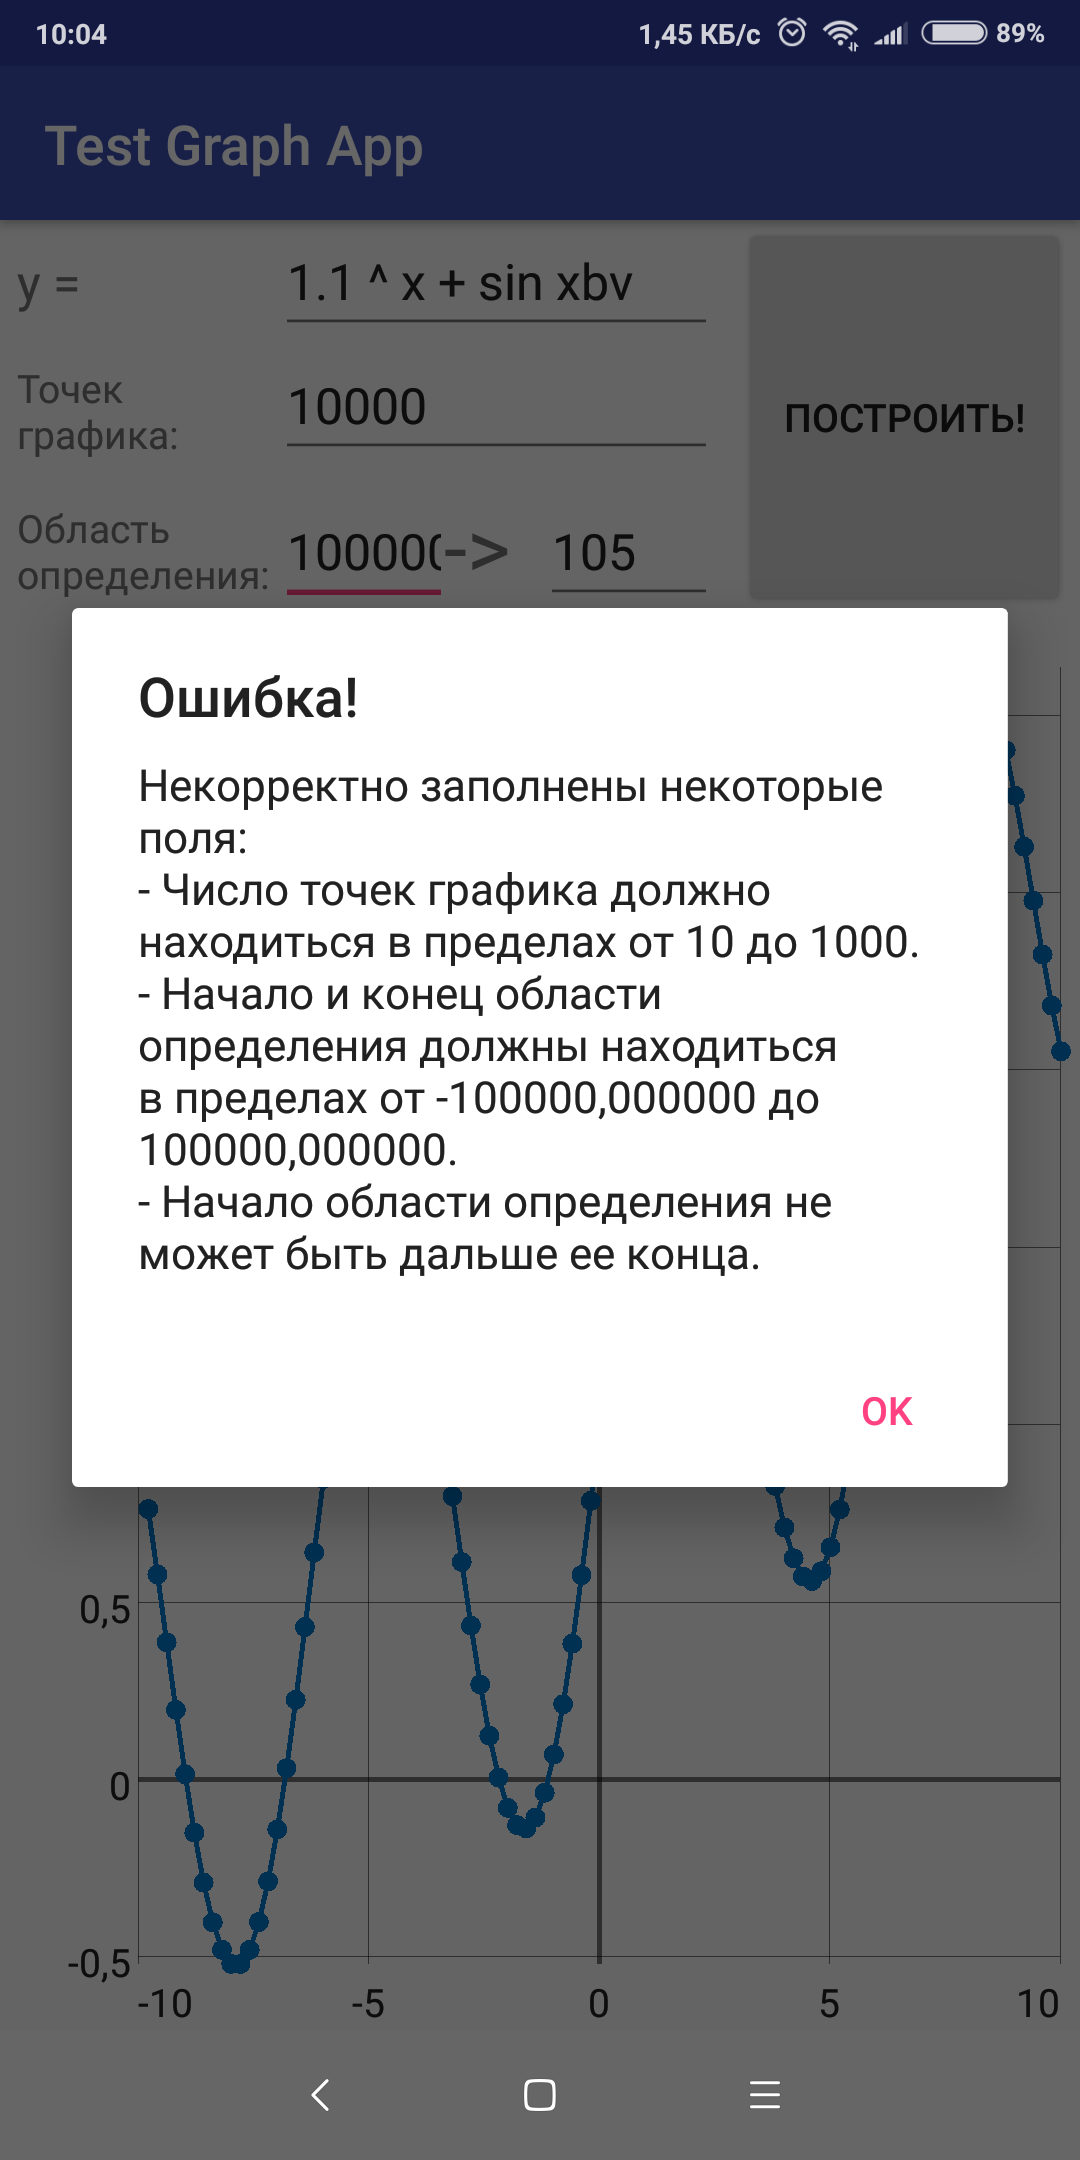 10:04 1,45 КБ/с 89%
Test Graph App
y = 1.1 ^ x + sin xbv
Точек
графика:
10000
ПОСТРОИТЬ!
Область
определения:
-> 105
Ошибка!
Некорректно заполнены некоторые
поля:
- Число точек графика должно
находиться в пределах от 10 до 1000.
- Начало и конец области
определения должны находиться
в пределах от -100000,000000 до
100000,000000.
- Начало области определения не
может быть дальше ее конца.
OK
0,5
0
-0,5
-10 -5 0 5 10